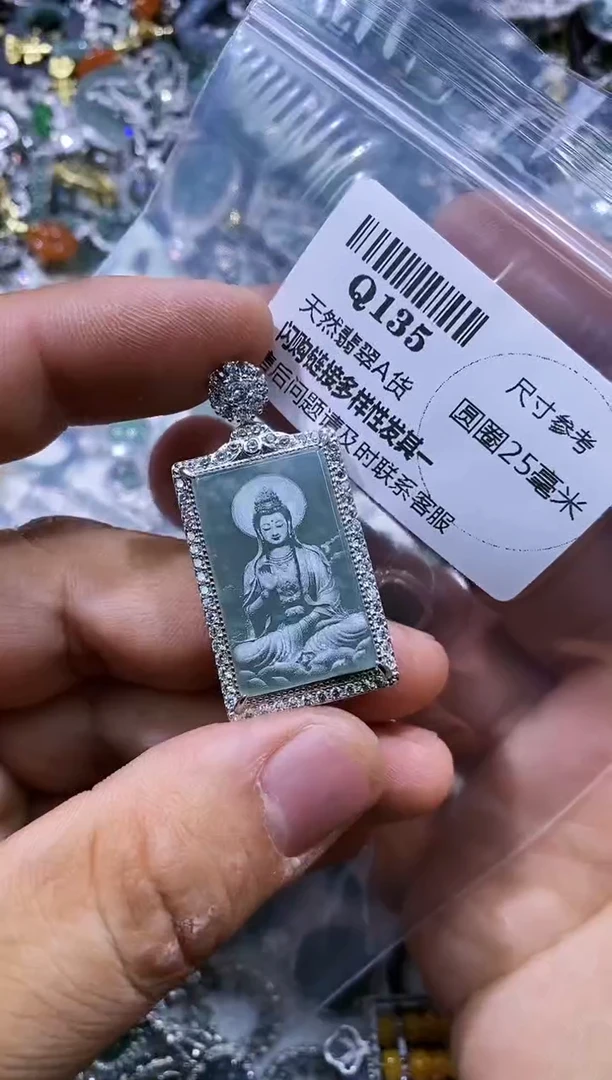 Q135
天然翡翠A货
闪购链接多样性发其一
售后问题请及时联系客服
尺寸参考
圆圈25毫米